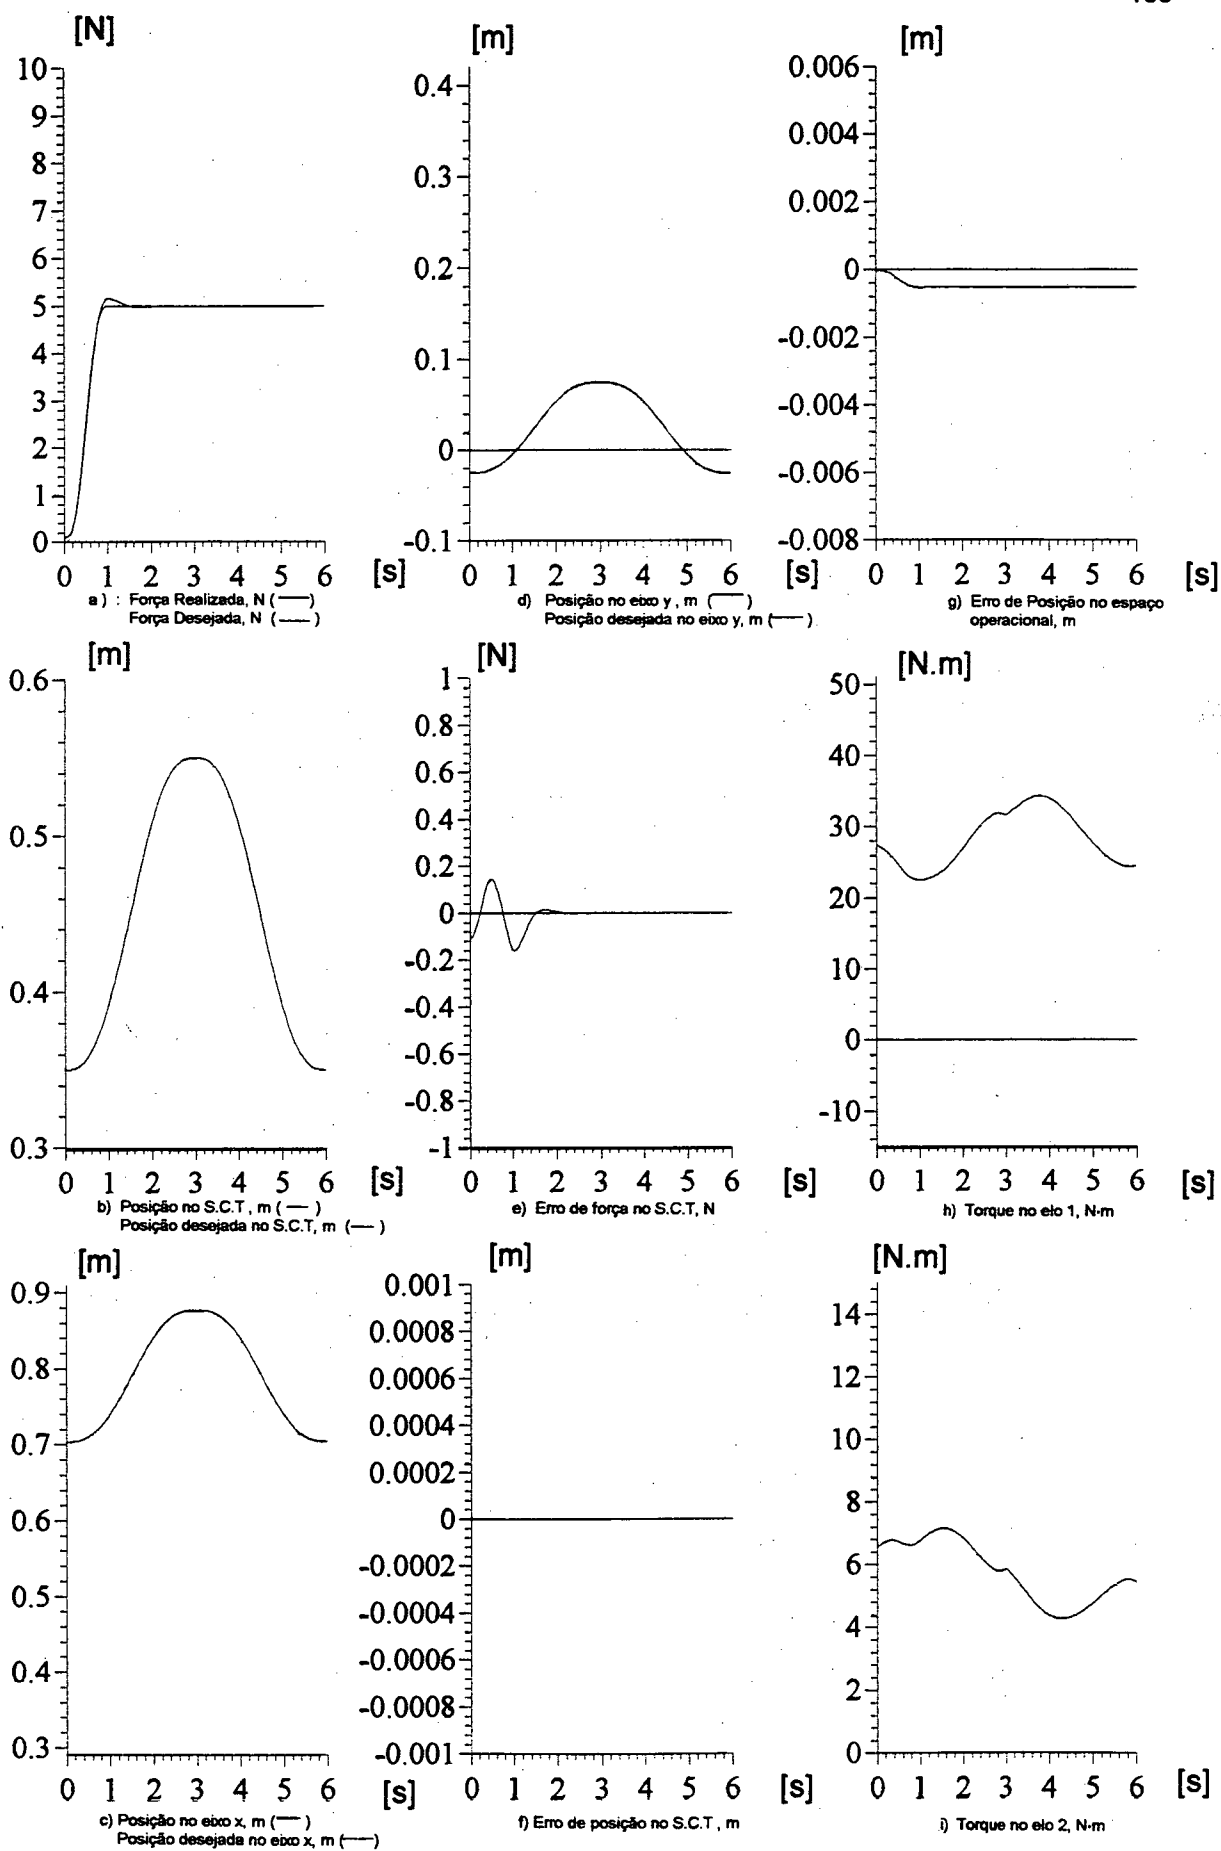 [N]
10
9
8
7
6
5
4
3
2
1
0
0 1 2 3 4 5 6 [s]
a ) : Força Realizada, N ( — )
Força Desejada, N ( — )
[m]
0.4
0.3
0.2
0.1
0
-0.1
0 1 2 3 4 5 6 [s]
d) Posição no eixo y , m ( — )
Posição desejada no eixo y, m ( — )
[m]
0.006
0.004
0.002
0
-0.002
-0.004
-0.006
-0.008
0 1 2 3 4 5 6 [s]
g) Erro de Posição no espaço
operacional, m
[m]
0.6
0.5
0.4
0.3
0 1 2 3 4 5 6 [s]
b) Posição no S.C.T , m ( — )
Posição desejada no S.C.T, m ( — )
[N]
1
0.8
0.6
0.4
0.2
0
-0.2
-0.4
-0.6
-0.8
-1
0 1 2 3 4 5 6 [s]
e) Erro de força no S.C.T, N
[N.m]
50
40
30
20
10
0
-10
0 1 2 3 4 5 6 [s]
h) Torque no elo 1, N·m
[m]
0.9
0.8
0.7
0.6
0.5
0.4
0.3
0 1 2 3 4 5 6 [s]
c) Posição no eixo x, m ( — )
Posição desejada no eixo x, m ( — )
[m]
0.001
0.0008
0.0006
0.0004
0.0002
0
-0.0002
-0.0004
-0.0006
-0.0008
-0.001
0 1 2 3 4 5 6 [s]
f) Erro de posição no S.C.T , m
[N.m]
14
12
10
8
6
4
2
0
0 1 2 3 4 5 6 [s]
i) Torque no elo 2, N·m